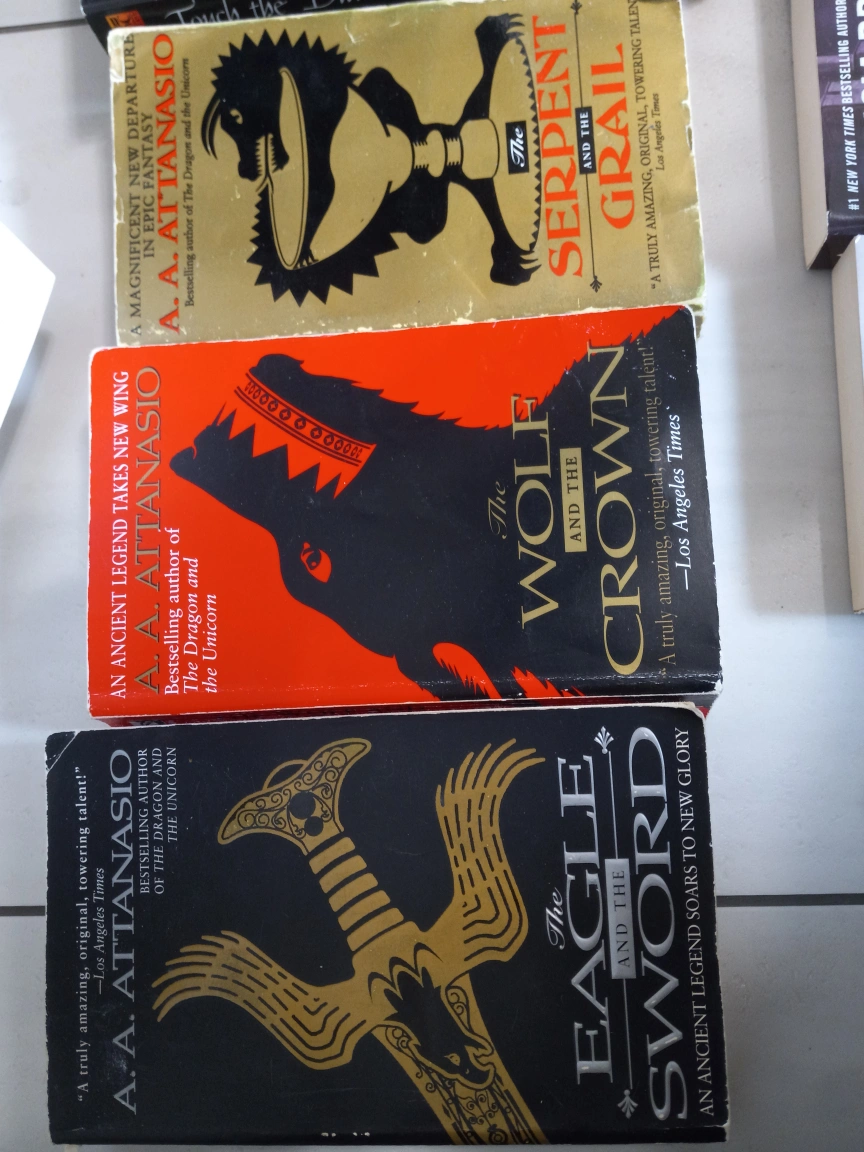 Touch the
A MAGNIFICENT NEW DEPARTURE
IN EPIC FANTASY
A. A. ATTANASIO
Bestselling author of The Dragon and the Unicorn
The
SERPENT
AND THE
GRAIL
"A TRULY AMAZING, ORIGINAL, TOWERING TALEN
Los Angeles Times
AN ANCIENT LEGEND TAKES NEW WING
A. A. ATTANASIO
Bestselling author of
The Dragon and
the Unicorn
The
WOLF
AND THE
CROWN
"A truly amazing, original, towering talent!"
—Los Angeles Times
"A truly amazing, original, towering talent!"
—Los Angeles Times
A. A. ATTANASIO
BESTSELLING AUTHOR
OF THE DRAGON AND
THE UNICORN
The
EAGLE
AND THE
SWORD
AN ANCIENT LEGEND SOARS TO NEW GLORY
#1 NEW YORK TIMES BESTSELLING AUTHOR